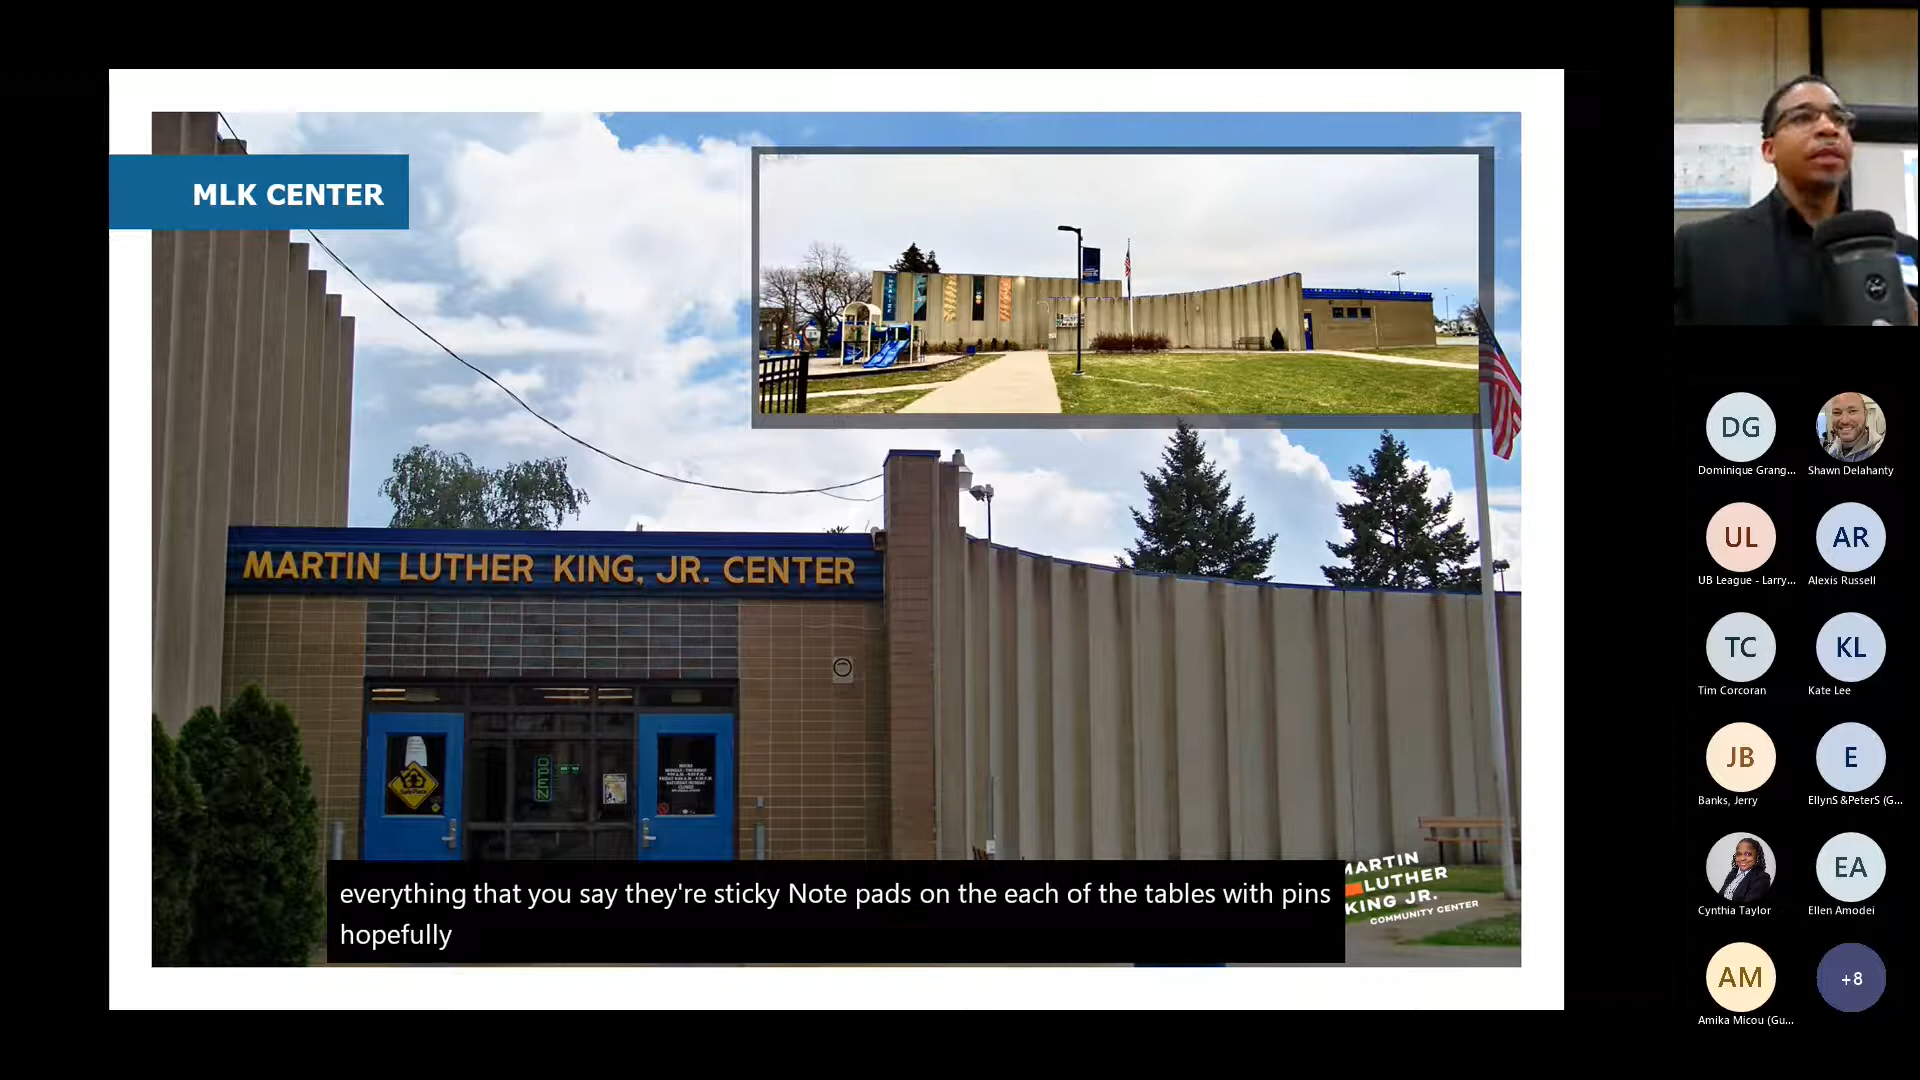 MLK CENTER
REALIZE
MARTIN LUTHER KING, JR. CENTER
OPEN
HOURS
MARTIN
LUTHER
KING JR.
COMMUNITY CENTER
everything that you say they're sticky Note pads on the each of the tables with pins
hopefully
DG
Dominique Grang...
Shawn Delahanty
UL
UB League - Larry...
AR
Alexis Russell
TC
Tim Corcoran
KL
Kate Lee
JB
Banks, Jerry
E
EllynS &PeterS (G...
Cynthia Taylor
EA
Ellen Amodei
AM
Amika Micou (Gu...
+8